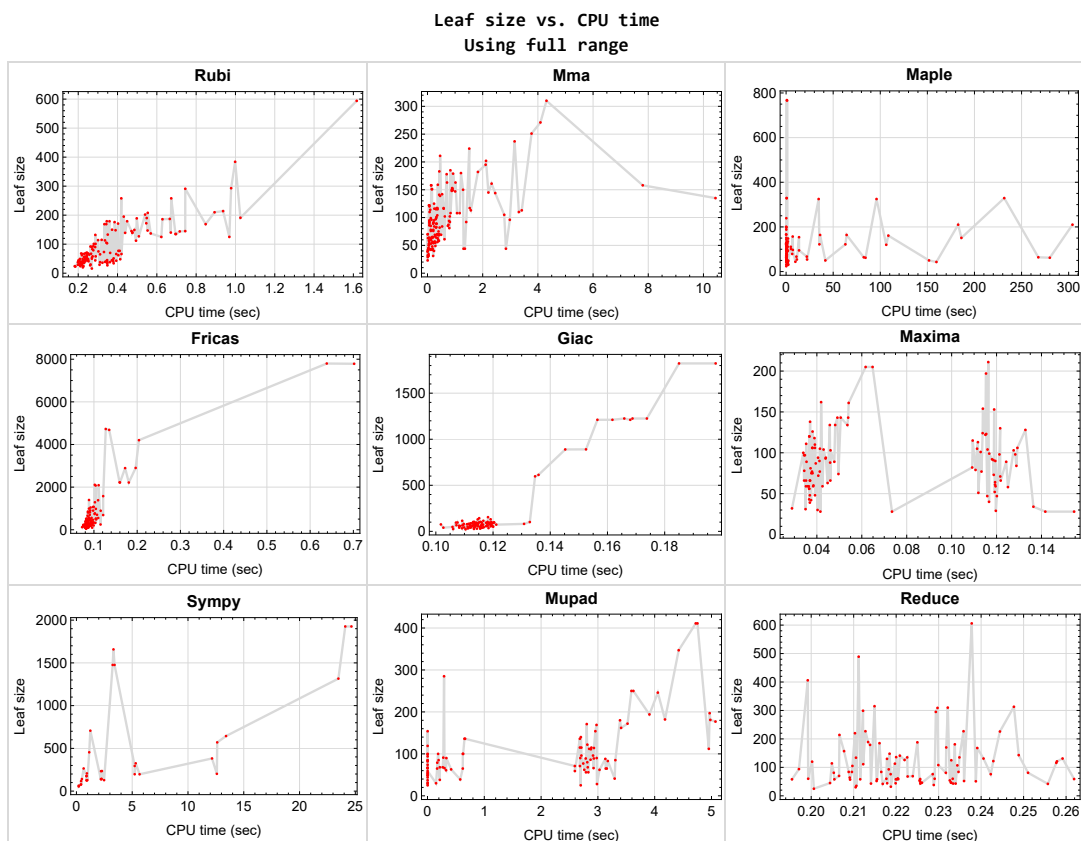 Leaf size vs. CPU time
Using full range
Rubi
Leaf size
600
500
400
300
200
100
0
0.2 0.4 0.6 0.8 1.0 1.2 1.4 1.6
CPU time (sec)
Mma
Leaf size
300
250
200
150
100
50
0
0 2 4 6 8 10
CPU time (sec)
Maple
Leaf size
800
600
400
200
0
0 50 100 150 200 250 300
CPU time (sec)
Fricas
Leaf size
8000
6000
4000
2000
0
0.1 0.2 0.3 0.4 0.5 0.6 0.7
CPU time (sec)
Giac
Leaf size
1500
1000
500
0
0.10 0.12 0.14 0.16 0.18
CPU time (sec)
Maxima
Leaf size
200
150
100
50
0
0.04 0.06 0.08 0.10 0.12 0.14
CPU time (sec)
Sympy
Leaf size
2000
1500
1000
500
0
0 5 10 15 20 25
CPU time (sec)
Mupad
Leaf size
400
300
200
100
0
0 1 2 3 4 5
CPU time (sec)
Reduce
Leaf size
600
500
400
300
200
100
0
0.20 0.21 0.22 0.23 0.24 0.25 0.26
CPU time (sec)